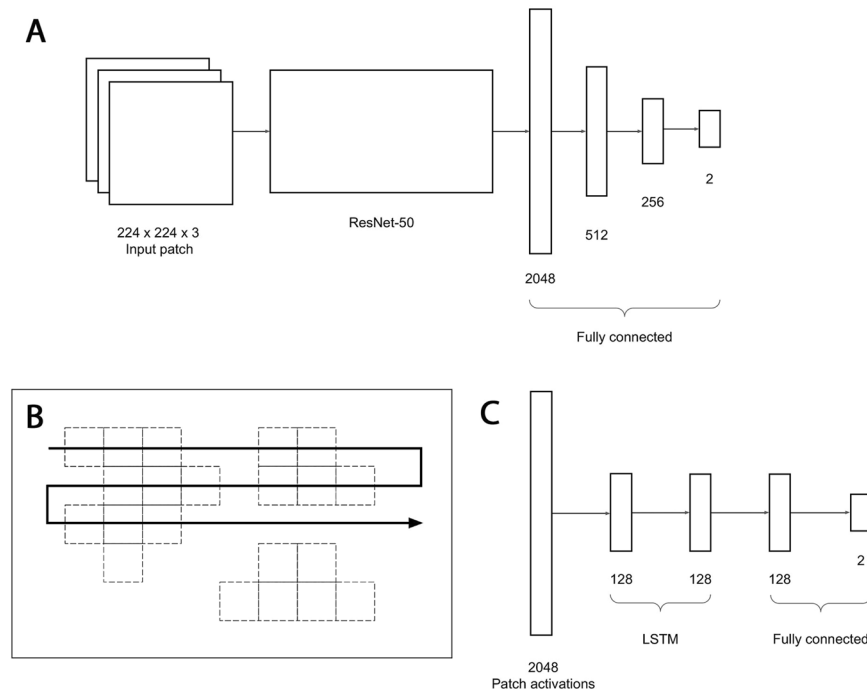 A
224 x 224 x 3
Input patch
ResNet-50
2048
512
256
2
Fully connected
B
C
2048
Patch activations
128
128
LSTM
128
2
Fully connected